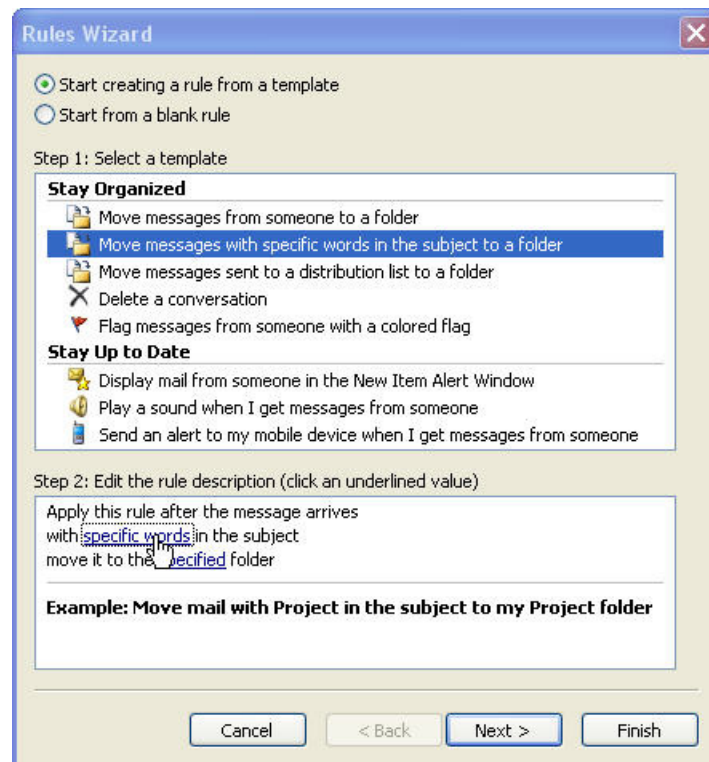 Rules Wizard
Start creating a rule from a template
Start from a blank rule
Step 1: Select a template
Stay Organized
Move messages from someone to a folder
Move messages with specific words in the subject to a folder
Move messages sent to a distribution list to a folder
Delete a conversation
Flag messages from someone with a colored flag
Stay Up to Date
Display mail from someone in the New Item Alert Window
Play a sound when I get messages from someone
Send an alert to my mobile device when I get messages from someone
Step 2: Edit the rule description (click an underlined value)
Apply this rule after the message arrives
with specific words in the subject
move it to the specified folder
Example: Move mail with Project in the subject to my Project folder
Cancel < Back Next > Finish